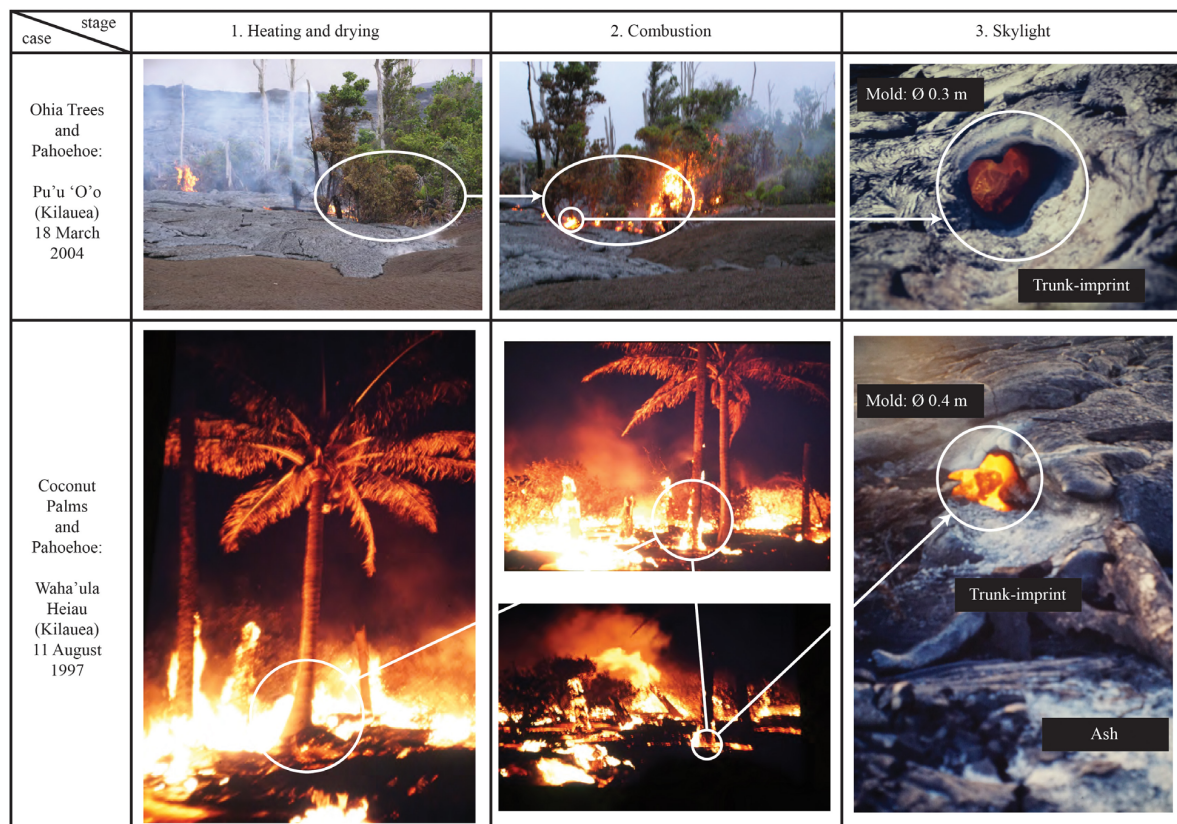 stage
case
1. Heating and drying
2. Combustion
3. Skylight
Ohia Trees
and
Pahoehoe:
Pu’u ‘O’o
(Kilauea)
18 March
2004
Mold: Ø 0.3 m
Trunk-imprint
Coconut
Palms
and
Pahoehoe:
Waha’ula
Heiau
(Kilauea)
11 August
1997
Mold: Ø 0.4 m
Trunk-imprint
Ash